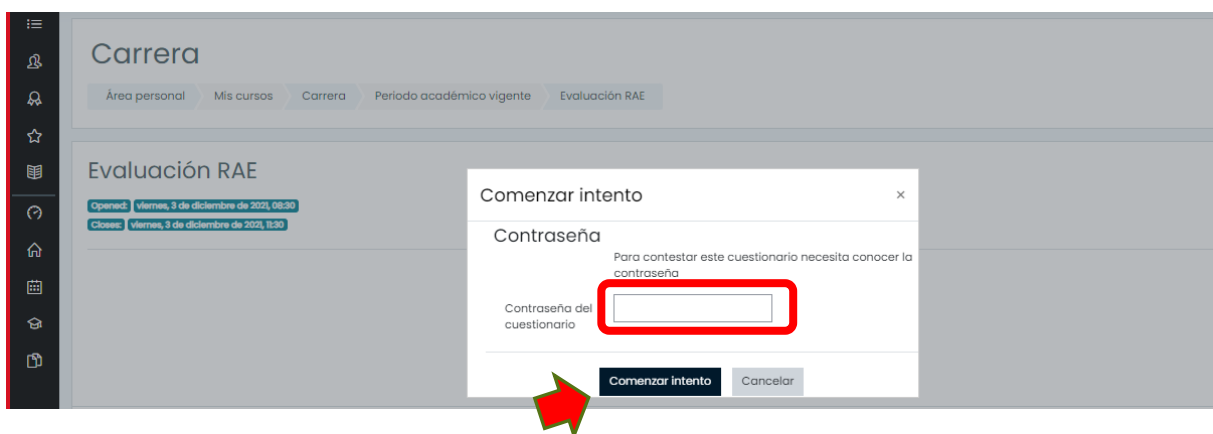 Carrera
Área personal Mis cursos Carrera Periodo académico vigente Evaluación RAE
Evaluación RAE
Opened: viernes, 3 de diciembre de 2021, 08:30
Closes: viernes, 3 de diciembre de 2021, 11:30
Comenzar intento ×
Contraseña
Para contestar este cuestionario necesita conocer la
contraseña
Contraseña del
cuestionario
Comenzar intento Cancelar